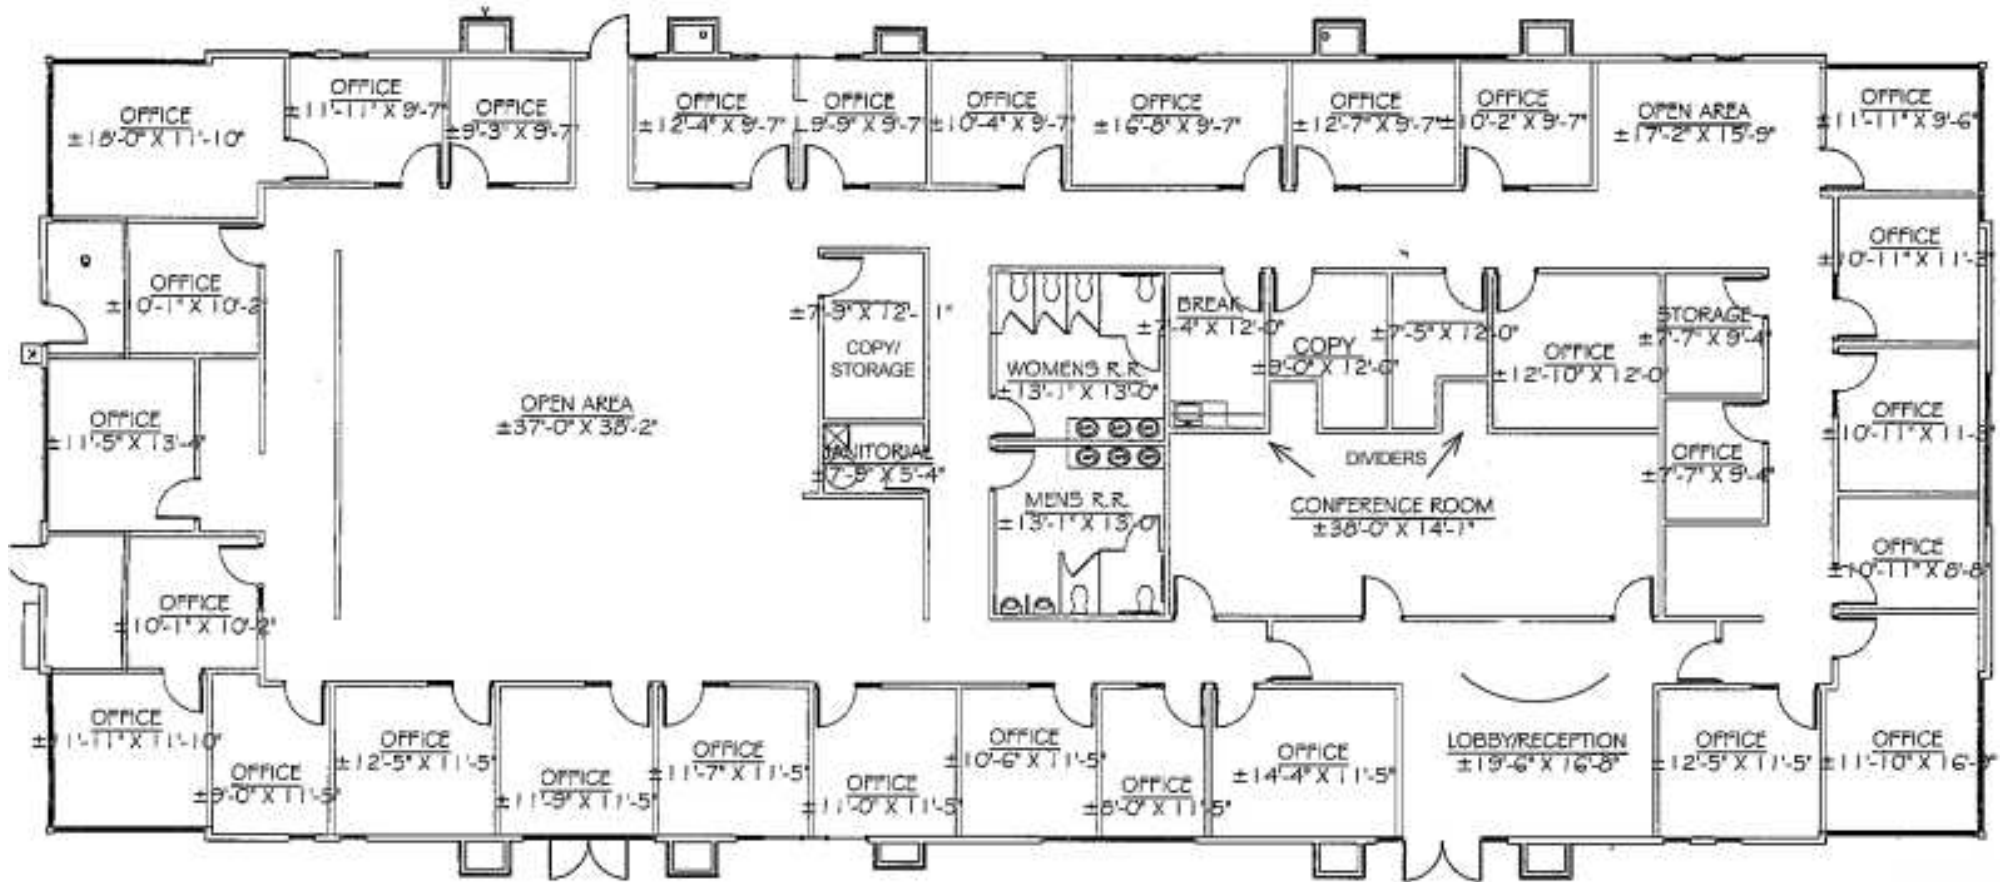 OFFICE
±18'-0" X 11'-10"
OFFICE
±11'-11" X 9'-7"
OFFICE
±9'-3" X 9'-7"
OFFICE
±12'-4" X 9'-7"
OFFICE
9'-9" X 9'-7"
OFFICE
±10'-4" X 9'-7"
OFFICE
±16'-8" X 9'-7"
OFFICE
±12'-7" X 9'-7"
OFFICE
±10'-2" X 9'-7"
OPEN AREA
±17'-2" X 15'-9"
OFFICE
±11'-11" X 9'-6"
OFFICE
±10'-1" X 10'-2"
OFFICE
±11'-5" X 13'-4"
OPEN AREA
±37'-0" X 38'-2"
±7'-9" X 12'-1"
COPY/
STORAGE
JANITORIAL
±7'-9" X 5'-4"
WOMENS R.R.
±13'-1" X 13'-0"
MENS R.R.
±13'-1" X 13'-0"
BREAK
±7'-4" X 12'-0"
COPY
±9'-0" X 12'-0"
±7'-5" X 12'-0"
OFFICE
±12'-10" X 12'-0"
STORAGE
±7'-7" X 9'-4"
OFFICE
±7'-7" X 9'-4"
DIVIDERS
CONFERENCE ROOM
±38'-0" X 14'-1"
OFFICE
±10'-11" X 11'-3"
OFFICE
±10'-11" X 11'-3"
OFFICE
±10'-11" X 8'-8"
OFFICE
±10'-1" X 10'-2"
OFFICE
±11'-11" X 11'-10"
OFFICE
±9'-0" X 11'-5"
OFFICE
±12'-5" X 11'-5"
OFFICE
±11'-9" X 11'-5"
OFFICE
±11'-7" X 11'-5"
OFFICE
±11'-0" X 11'-5"
OFFICE
±10'-6" X 11'-5"
OFFICE
±8'-0" X 11'-5"
OFFICE
±14'-4" X 11'-5"
LOBBY/RECEPTION
±19'-6" X 16'-8"
OFFICE
±12'-5" X 11'-5"
OFFICE
±11'-10" X 16'-9"